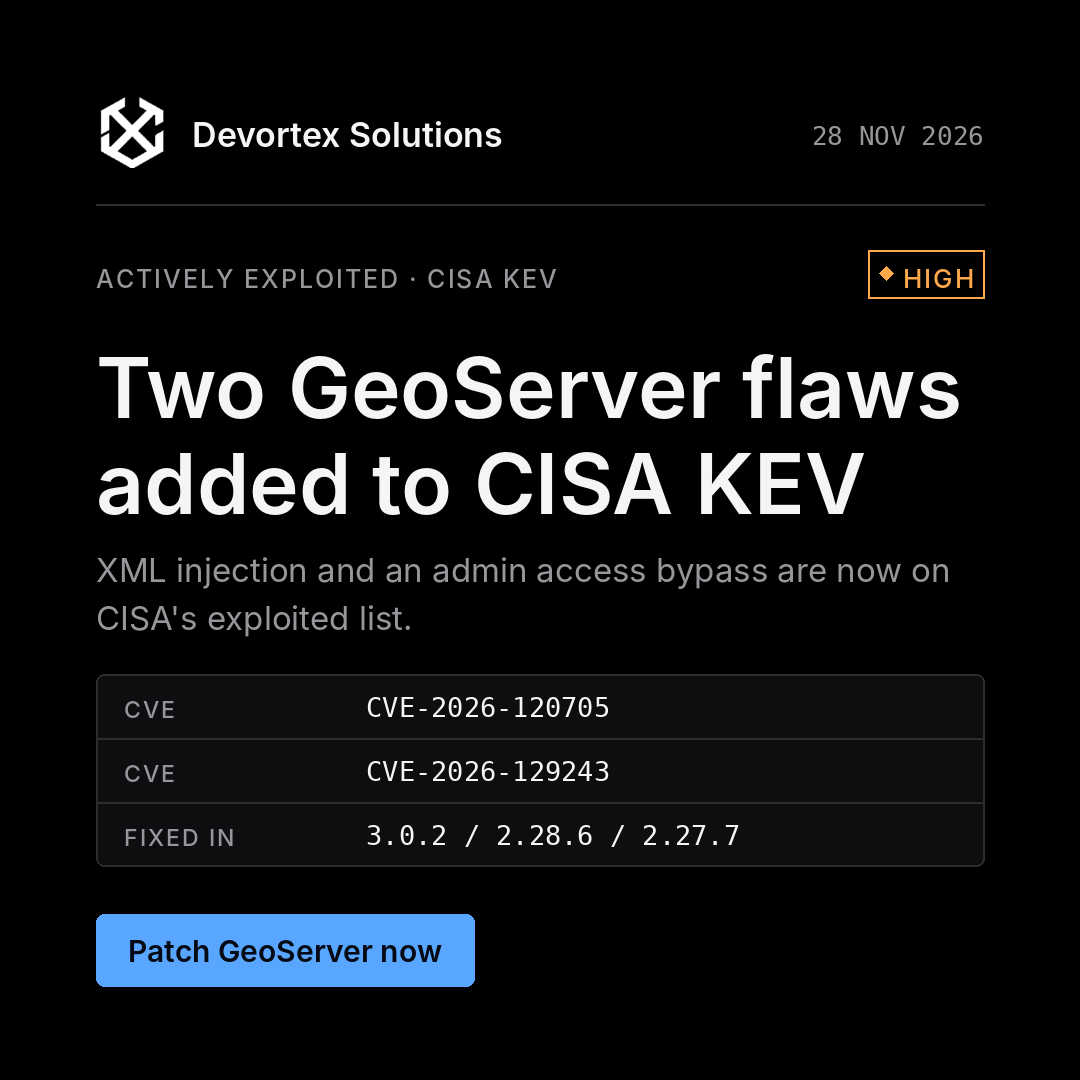 Devortex Solutions
28 NOV 2026
ACTIVELY EXPLOITED · CISA KEV
HIGH
Two GeoServer flaws
added to CISA KEV
XML injection and an admin access bypass are now on
CISA's exploited list.
CVE CVE-2026-120705
CVE CVE-2026-129243
FIXED IN 3.0.2 / 2.28.6 / 2.27.7
Patch GeoServer now